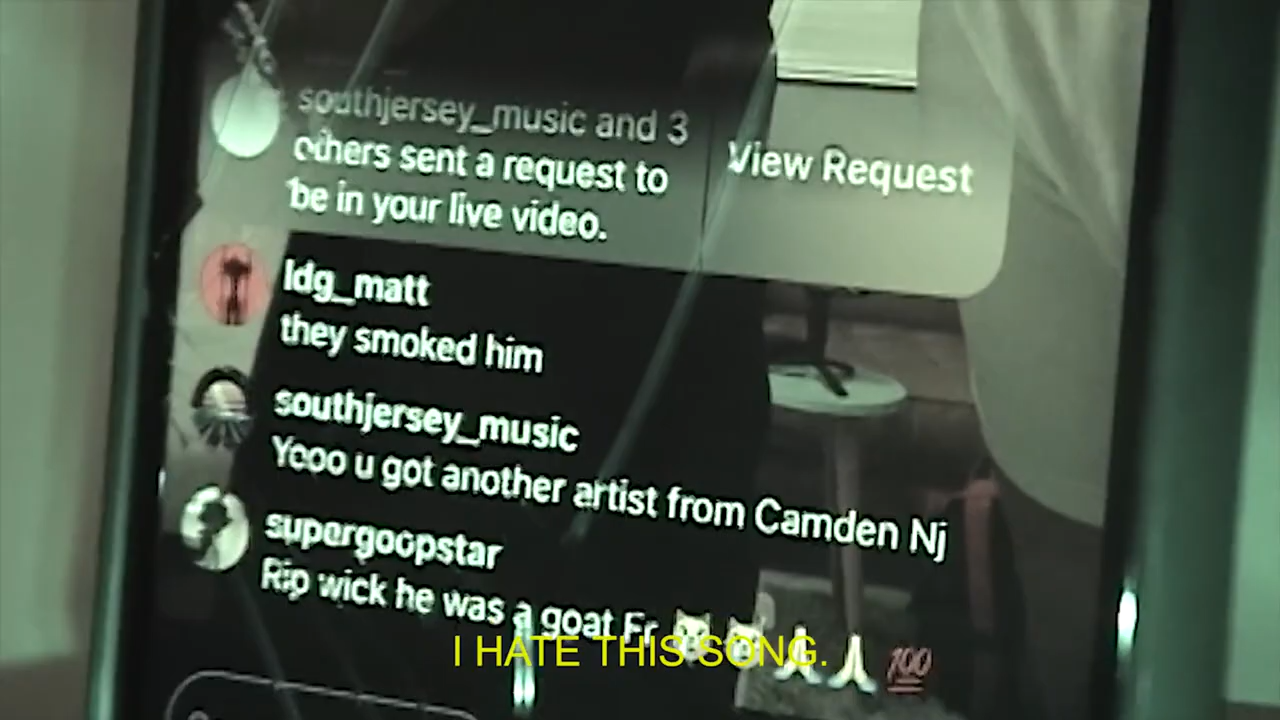 southjersey_music and 3
others sent a request to
be in your live video.
View Request
ldg_matt
they smoked him
southjersey_music
Yooo u got another artist from Camden Nj
supergoopstar
Rip wick he was a goat Fr 😿😿🙏🙏💯
I HATE THIS SONG.